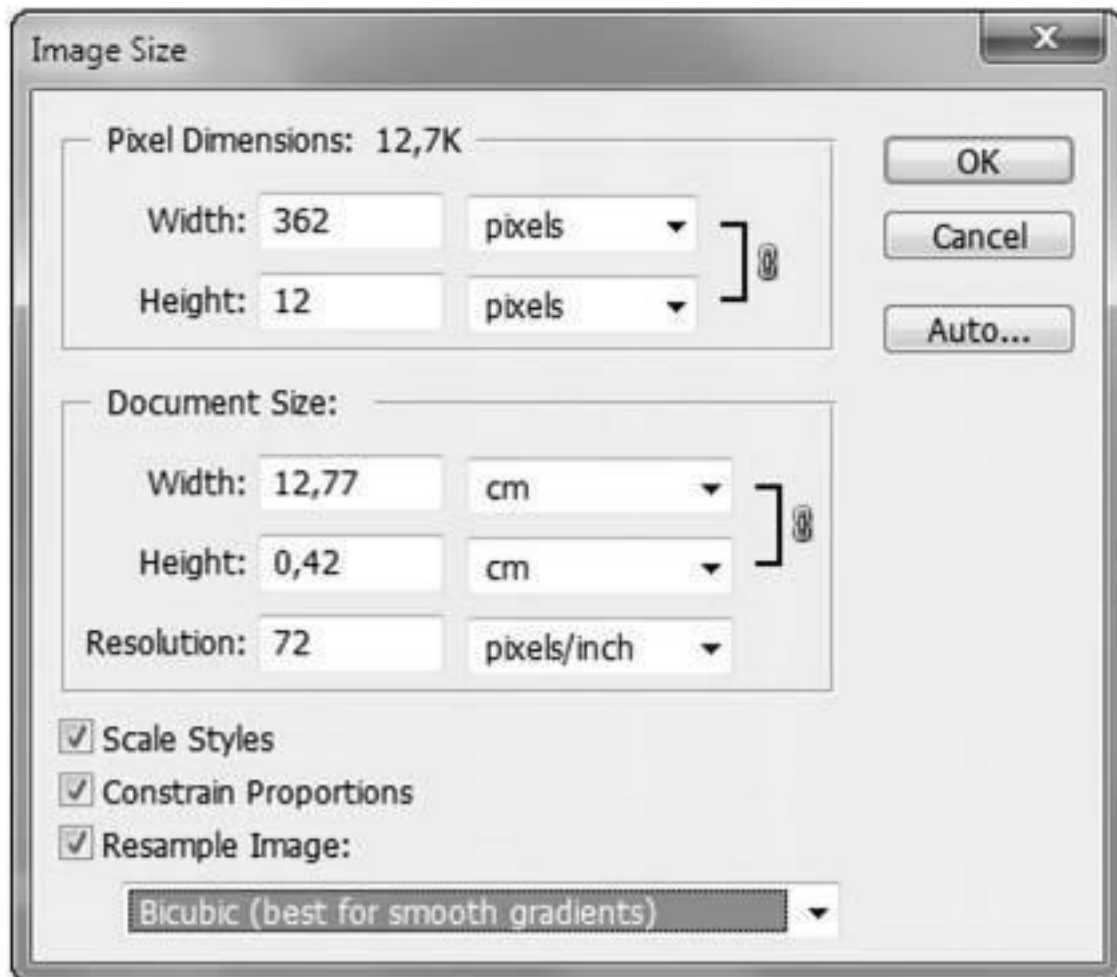 Image Size
Pixel Dimensions: 12,7K
Width: 362 pixels
Height: 12 pixels
OK
Cancel
Auto...
Document Size:
Width: 12,77 cm
Height: 0,42 cm
Resolution: 72 pixels/inch
Scale Styles
Constrain Proportions
Resample Image:
Bicubic (best for smooth gradients)